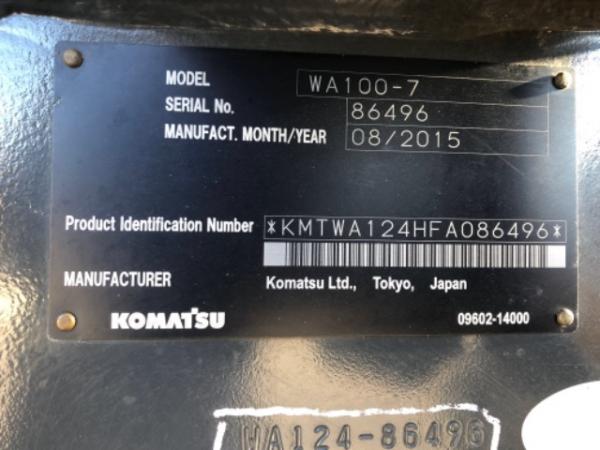 MODEL WA100-7
SERIAL No. 86496
MANUFACT. MONTH/YEAR 08/2015
Product Identification Number *KMTWA124HFA086496*
MANUFACTURER Komatsu Ltd., Tokyo, Japan
KOMATSU 09602-14000
WA124-86496